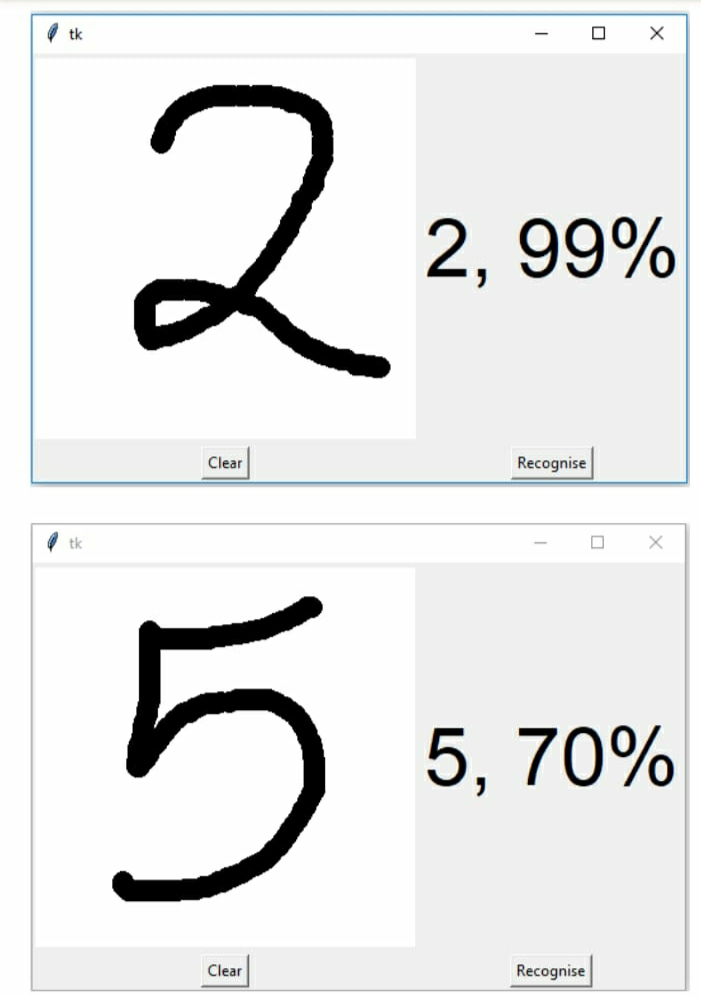 tk
2
2, 99%
Clear
Recognise
tk
5
5, 70%
Clear
Recognise